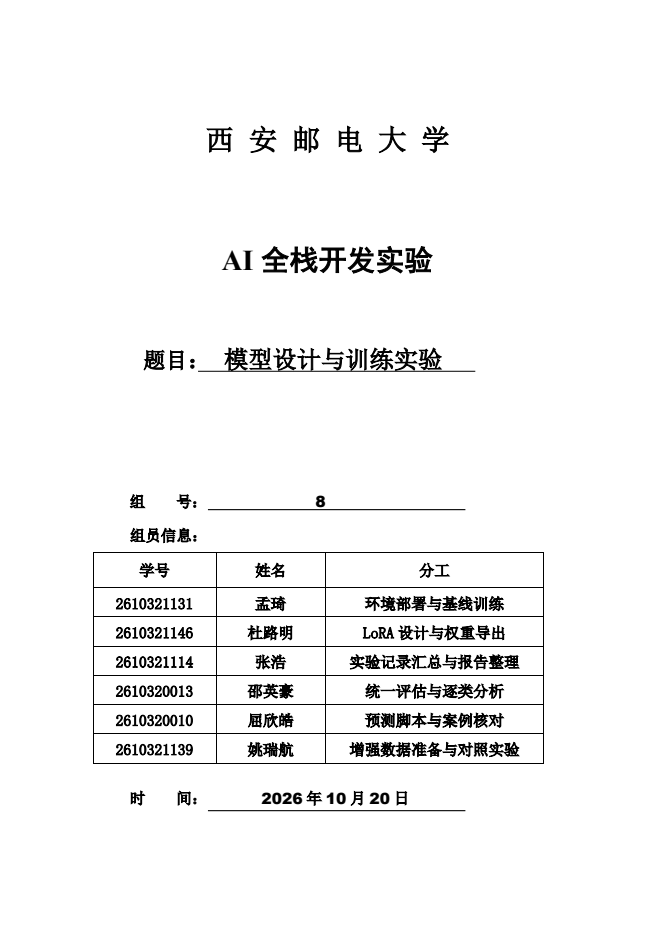 西安邮电大学
AI 全栈开发实验
题目： 模型设计与训练实验
组 号： 8
组员信息：
学号 姓名 分工
2610321131 孟琦 环境部署与基线训练
2610321146 杜路明 LoRA 设计与权重导出
2610321114 张浩 实验记录汇总与报告整理
2610320013 邵英豪 统一评估与逐类分析
2610320010 屈欣皓 预测脚本与案例核对
2610321139 姚瑞航 增强数据准备与对照实验
时 间： 2026 年 10 月 20 日